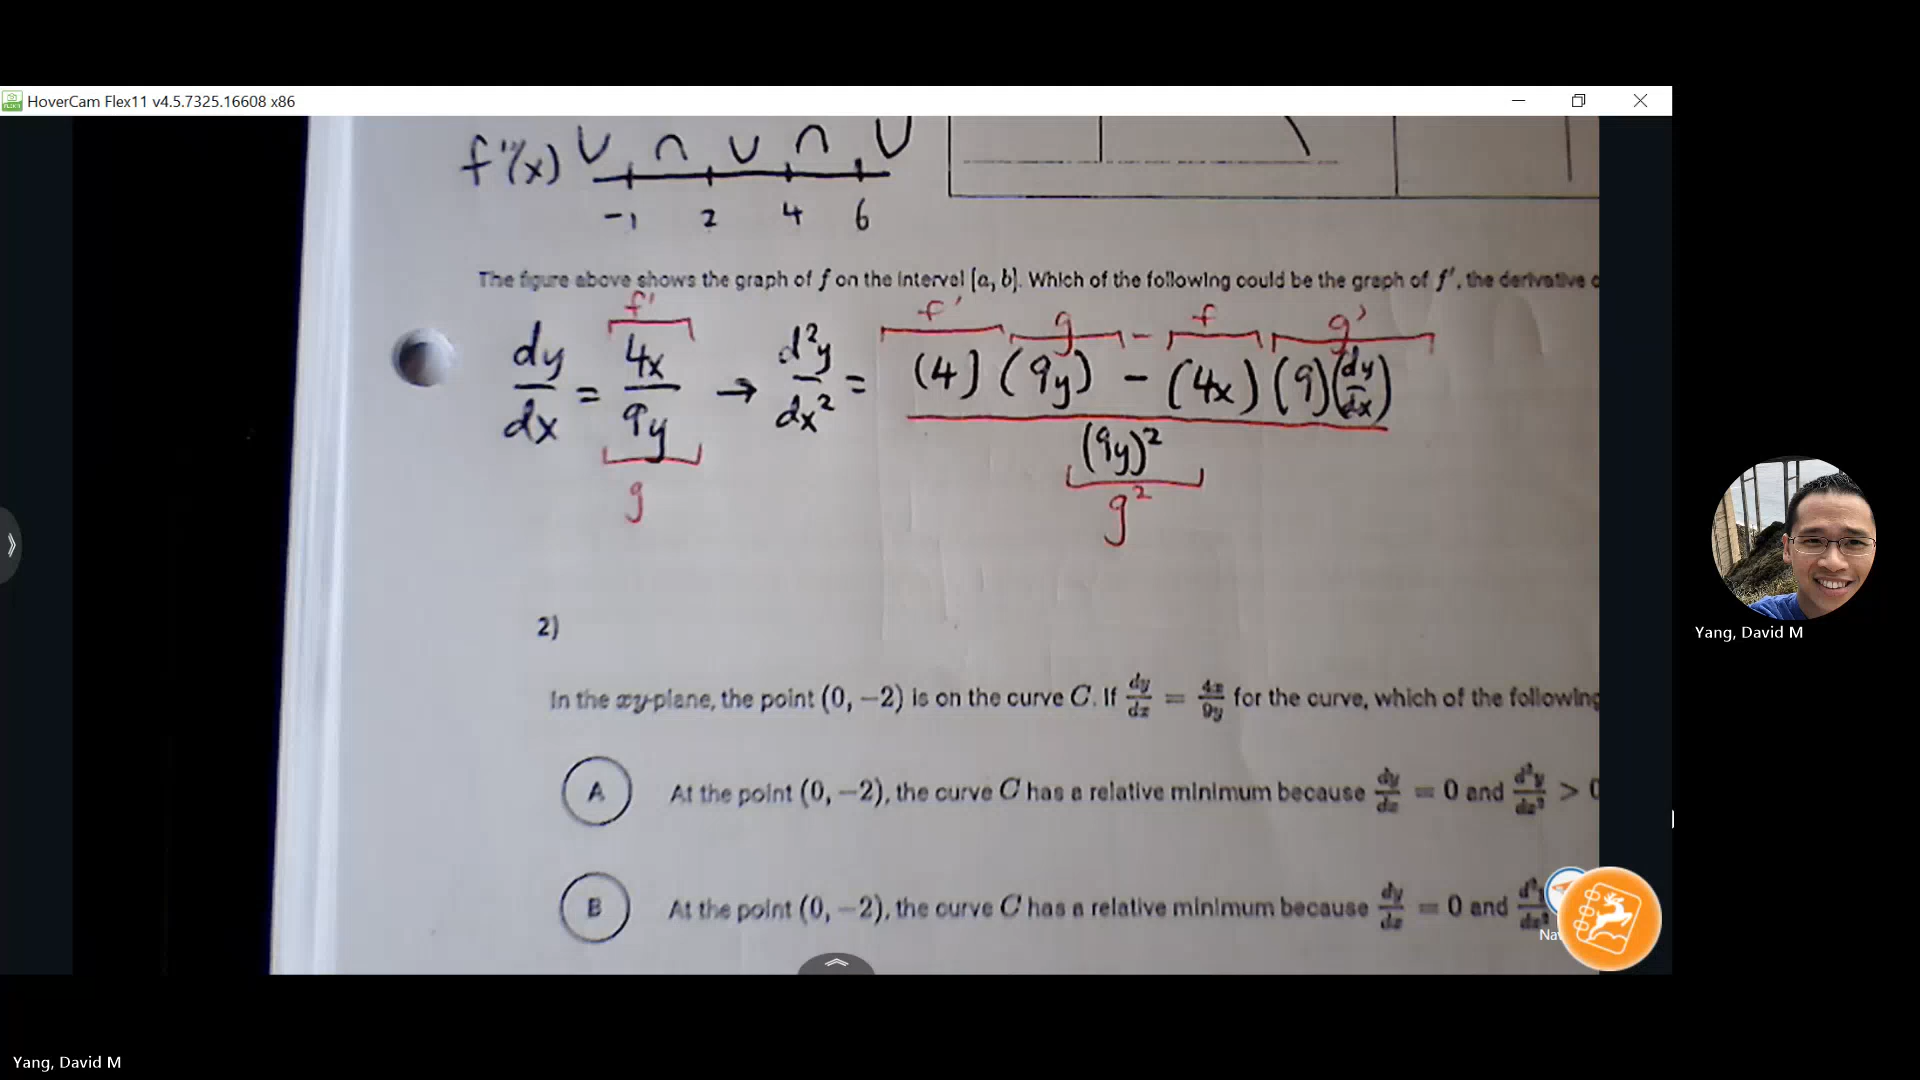 HoverCam Flex11 v4.5.7325.16608 x86
f''(x) ∪ ∩ ∪ ∩ ∪
-1 2 4 6
The figure above shows the graph of f on the interval [a, b]. Which of the following could be the graph of f', the derivative
f' f' g - f g'
dy/dx = 4x/9y → d²y/dx² = (4)(9y) - (4x)(9)(dy/dx) / (9y)²
g g²
2)
In the xy-plane, the point (0, −2) is on the curve C. If dy/dx = 4x/9y for the curve, which of the following
A At the point (0, −2), the curve C has a relative minimum because dy/dx = 0 and d²y/dx² > 0
B At the point (0, −2), the curve C has a relative minimum because dy/dx = 0 and
Yang, David M
Yang, David M